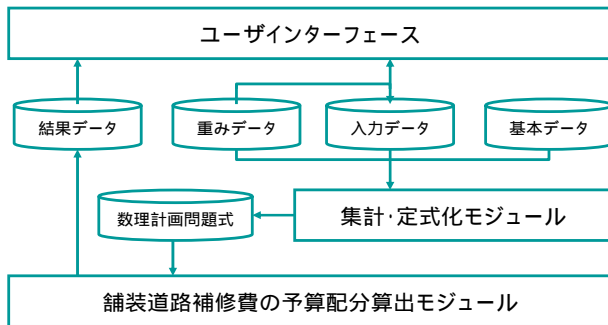 ユーザインターフェース
結果データ
重みデータ
入力データ
基本データ
数理計画問題式
集計・定式化モジュール
舗装道路補修費の予算配分算出モジュール